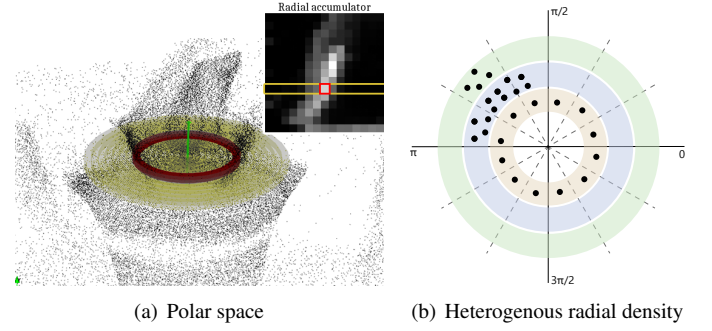 Radial accumulator
π/2
π
0
3π/2
(a) Polar space
(b) Heterogenous radial density